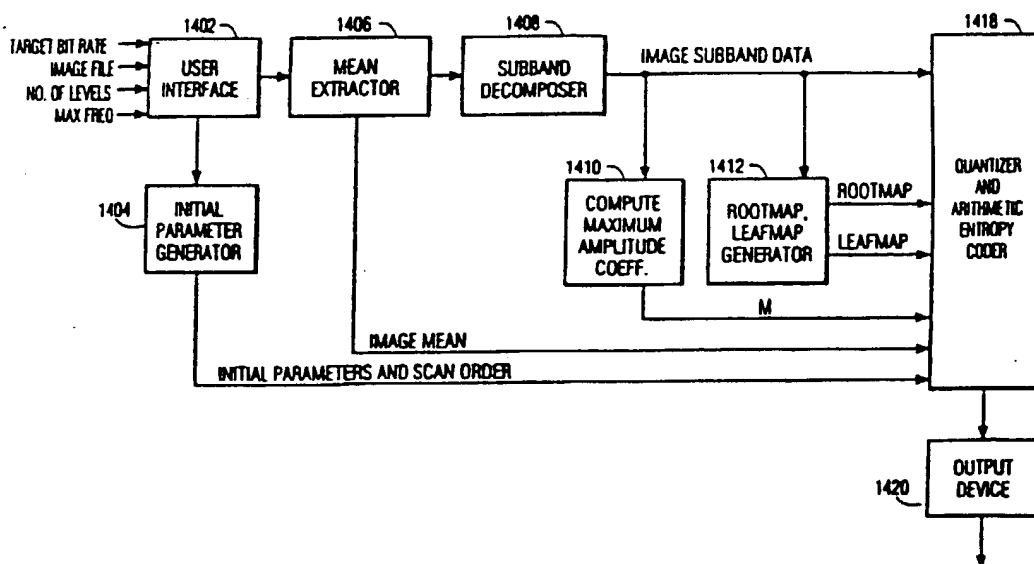 1402
1406
1408
1418
TARGET BIT RATE
IMAGE FILE
NO. OF LEVELS
MAX FREQ
USER
INTERFACE
MEAN
EXTRACTOR
SUBBAND
DECOMPOSER
IMAGE SUBBAND DATA
1404
INITIAL
PARAMETER
GENERATOR
1410
COMPUTE
MAXIMUM
AMPLITUDE
COEFF.
1412
ROOTMAP,
LEAFMAP
GENERATOR
ROOTMAP
LEAFMAP
QUANTIZER
AND
ARITHMETIC
ENTROPY
CODER
M
IMAGE MEAN
INITIAL PARAMETERS AND SCAN ORDER
1420
OUTPUT
DEVICE